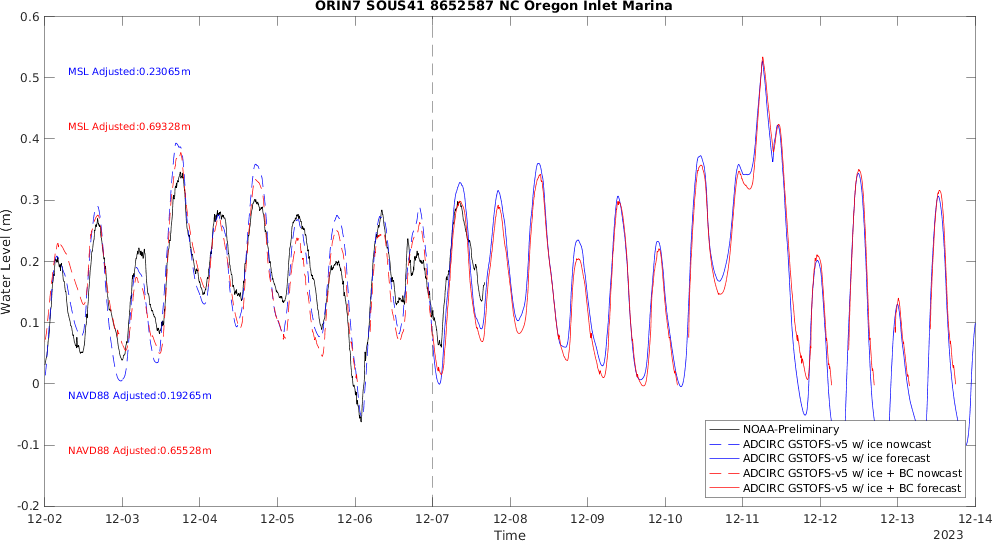 ORIN7 SOUS41 8652587 NC Oregon Inlet Marina
0.6
0.5
0.4
0.3
0.2
0.1
0
-0.1
-0.2
Water Level (m)
MSL Adjusted:0.23065m
MSL Adjusted:0.69328m
NAVD88 Adjusted:0.19265m
NAVD88 Adjusted:0.65528m
NOAA-Preliminary
ADCIRC GSTOFS-v5 w/ ice nowcast
ADCIRC GSTOFS-v5 w/ ice forecast
ADCIRC GSTOFS-v5 w/ ice + BC nowcast
ADCIRC GSTOFS-v5 w/ ice + BC forecast
12-02 12-03 12-04 12-05 12-06 12-07 12-08 12-09 12-10 12-11 12-12 12-13 12-14
Time
2023